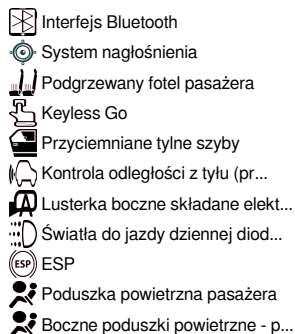 Interfejs Bluetooth
System nagłośnienia
Podgrzewany fotel pasażera
Keyless Go
Przyciemniane tylne szyby
Kontrola odległości z tyłu (pr...
Lusterka boczne składane elekt...
Światła do jazdy dziennej diod...
ESP ESP
Poduszka powietrzna pasażera
Boczne poduszki powietrzne - p...